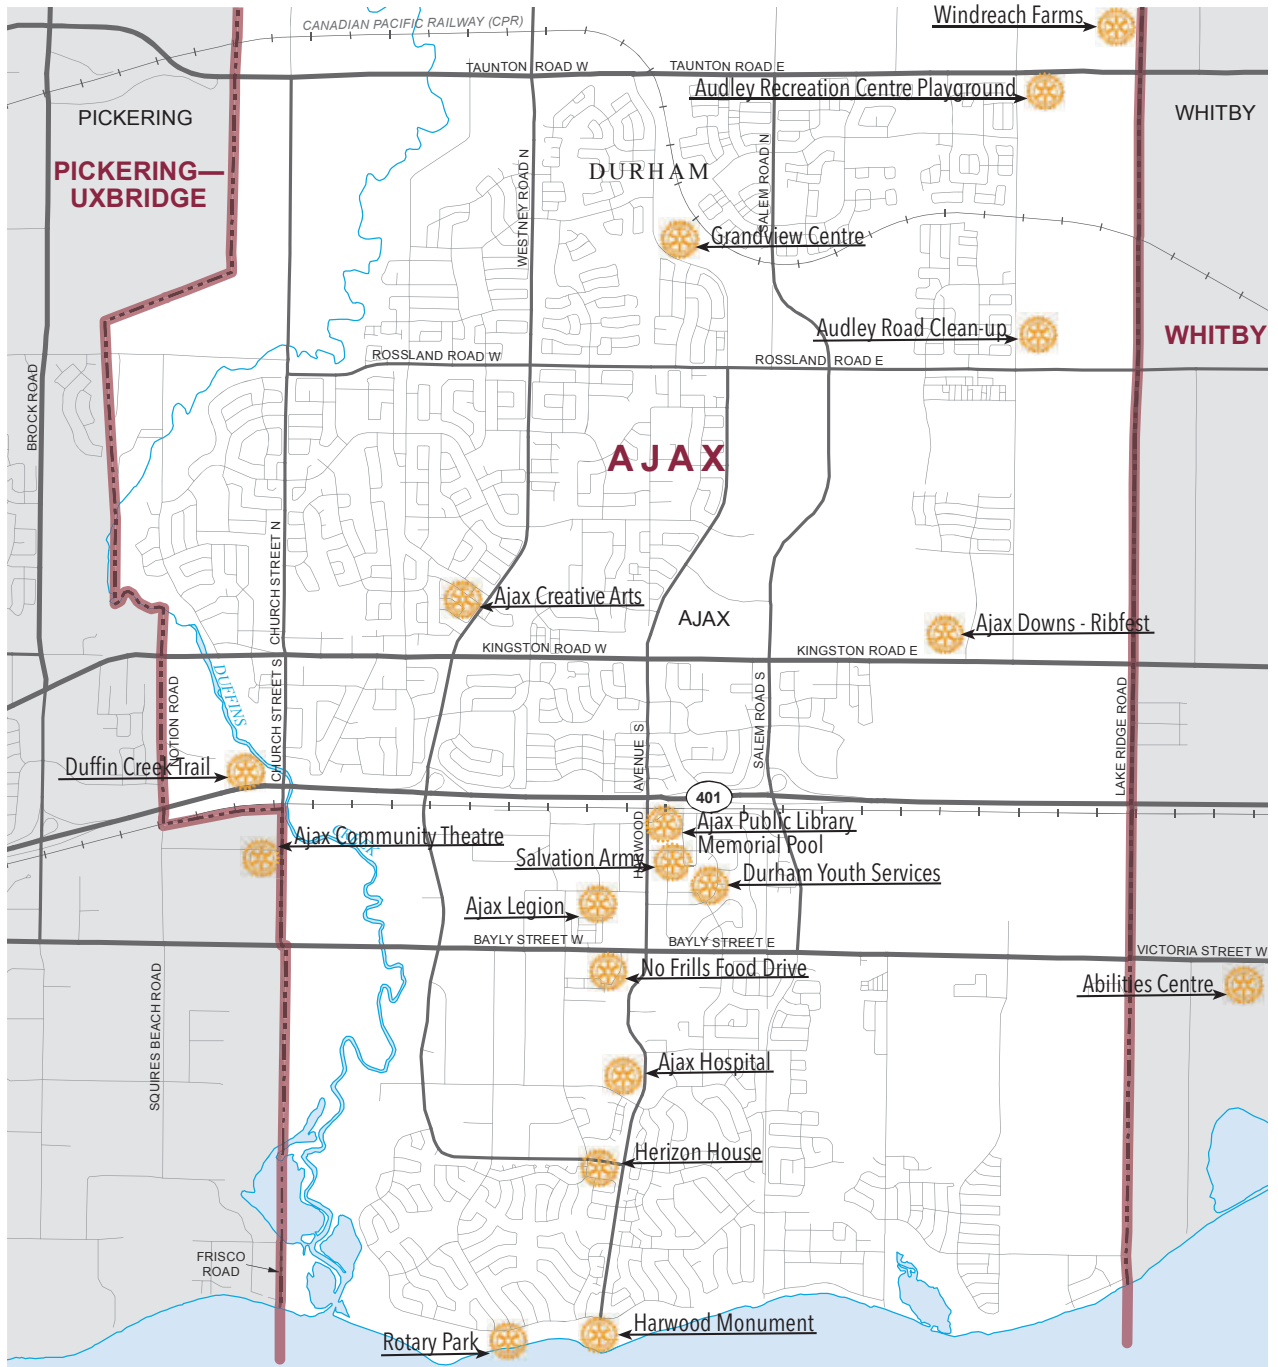 Windreach Farms
CANADIAN PACIFIC RAILWAY (CPR)
TAUNTON ROAD W
TAUNTON ROAD E
Audley Recreation Centre Playground
PICKERING
WHITBY
PICKERING—
UXBRIDGE
DURHAM
WESTNEY ROAD N
SALEM ROAD N
Grandview Centre
Audley Road Clean-up
WHITBY
ROSSLAND ROAD W
ROSSLAND ROAD E
BROCK ROAD
AJAX
CHURCH STREET N
Ajax Creative Arts
AJAX
Ajax Downs - Ribfest
KINGSTON ROAD W
KINGSTON ROAD E
DUFFINS
NOTION ROAD
CHURCH STREET S
SALEM ROAD S
LAKE RIDGE ROAD
Duffin Creek Trail
HARWOOD AVENUE S
401
Ajax Public Library
Ajax Community Theatre
CREEK
Memorial Pool
Salvation Army
Durham Youth Services
Ajax Legion
BAYLY STREET W
BAYLY STREET E
VICTORIA STREET W
No Frills Food Drive
Abilities Centre
SQUIRES BEACH ROAD
Ajax Hospital
Herizon House
FRISCO
ROAD
Harwood Monument
Rotary Park